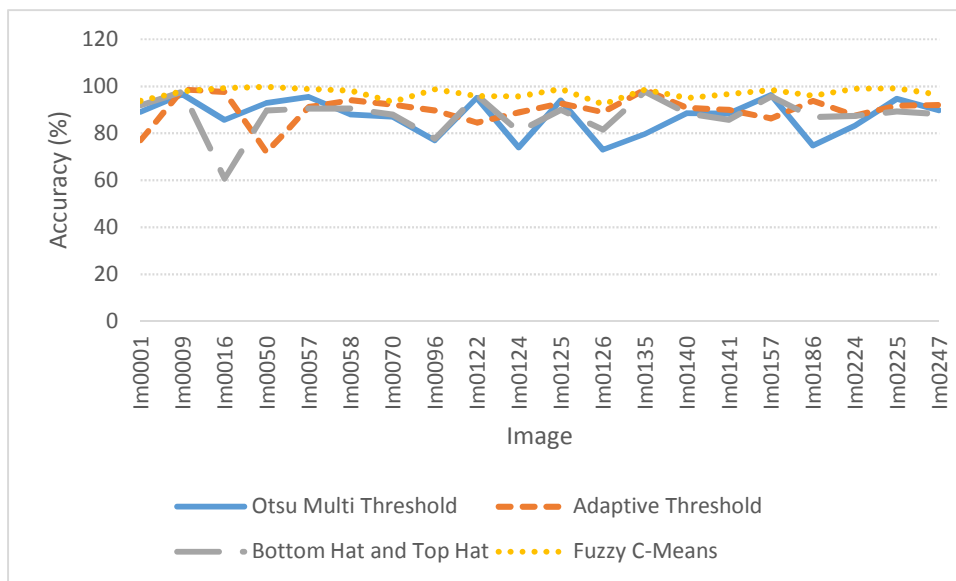 120
100
80
60
40
20
0
Accuracy (%)
Im0001
Im0009
Im0016
Im0050
Im0057
Im0058
Im0070
Im0096
Im0122
Im0124
Im0125
Im0126
Im0135
Im0140
Im0141
Im0157
Im0186
Im0224
Im0225
Im0247
Image
Otsu Multi Threshold Adaptive Threshold
Bottom Hat and Top Hat Fuzzy C-Means